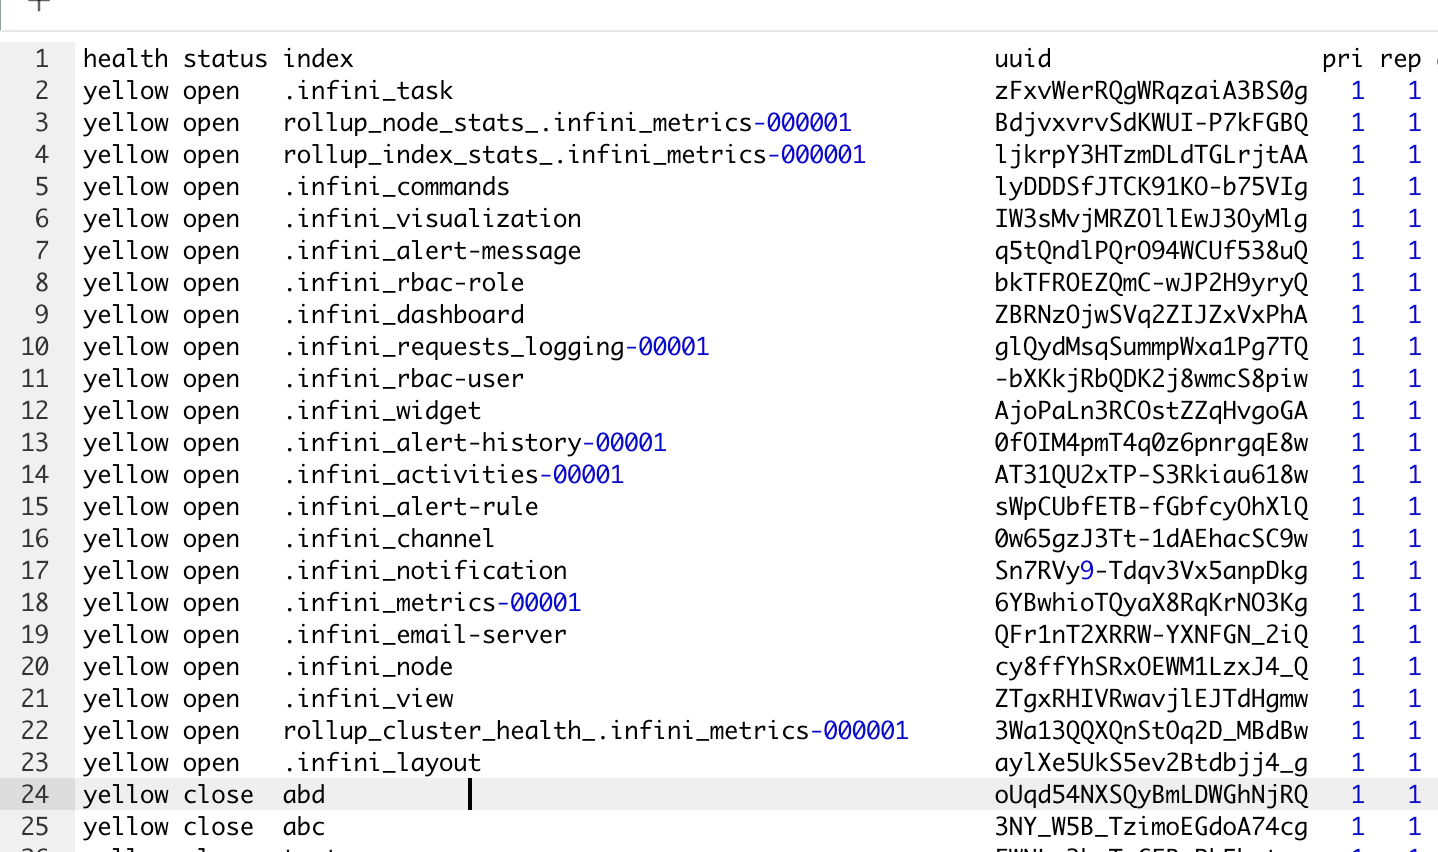 1 health status index uuid pri rep
2 yellow open .infini_task zFxvWerRQgWRqzaiA3BS0g 1 1
3 yellow open rollup_node_stats_.infini_metrics-000001 BdjvxvrvSdKWUI-P7kFGBQ 1 1
4 yellow open rollup_index_stats_.infini_metrics-000001 ljkrpY3HTzmDLdTGLrjtAA 1 1
5 yellow open .infini_commands lyDDDSfJTCK91KO-b75VIg 1 1
6 yellow open .infini_visualization IW3sMvjMRZOllEwJ3OyMlg 1 1
7 yellow open .infini_alert-message q5tQndlPQrO94WCUf538uQ 1 1
8 yellow open .infini_rbac-role bkTFROEZQmC-wJP2H9yryQ 1 1
9 yellow open .infini_dashboard ZBRNzOjwSVq2ZIJZxVxPhA 1 1
10 yellow open .infini_requests_logging-00001 glQydMsqSummpWxa1Pg7TQ 1 1
11 yellow open .infini_rbac-user -bXKkjRbQDK2j8wmcS8piw 1 1
12 yellow open .infini_widget AjoPaLn3RCOstZZqHvgoGA 1 1
13 yellow open .infini_alert-history-00001 0fOIM4pmT4q0z6pnrgqE8w 1 1
14 yellow open .infini_activities-00001 AT31QU2xTP-S3Rkiau618w 1 1
15 yellow open .infini_alert-rule sWpCUbfETB-fGbfcyOhXlQ 1 1
16 yellow open .infini_channel 0w65gzJ3Tt-1dAEhacSC9w 1 1
17 yellow open .infini_notification Sn7RVy9-Tdqv3Vx5anpDkg 1 1
18 yellow open .infini_metrics-00001 6YBwhioTQyaX8RqKrNO3Kg 1 1
19 yellow open .infini_email-server QFr1nT2XRRW-YXNFGN_2iQ 1 1
20 yellow open .infini_node cy8ffYhSRxOEWM1LzxJ4_Q 1 1
21 yellow open .infini_view ZTgxRHIVRwavjlEJTdHgmw 1 1
22 yellow open rollup_cluster_health_.infini_metrics-000001 3Wa13QQXQnStOq2D_MBdBw 1 1
23 yellow open .infini_layout aylXe5UkS5ev2Btdbjj4_g 1 1
24 yellow close abd oUqd54NXSQyBmLDWGhNjRQ 1 1
25 yellow close abc 3NY_W5B_TzimoEGdoA74cg 1 1